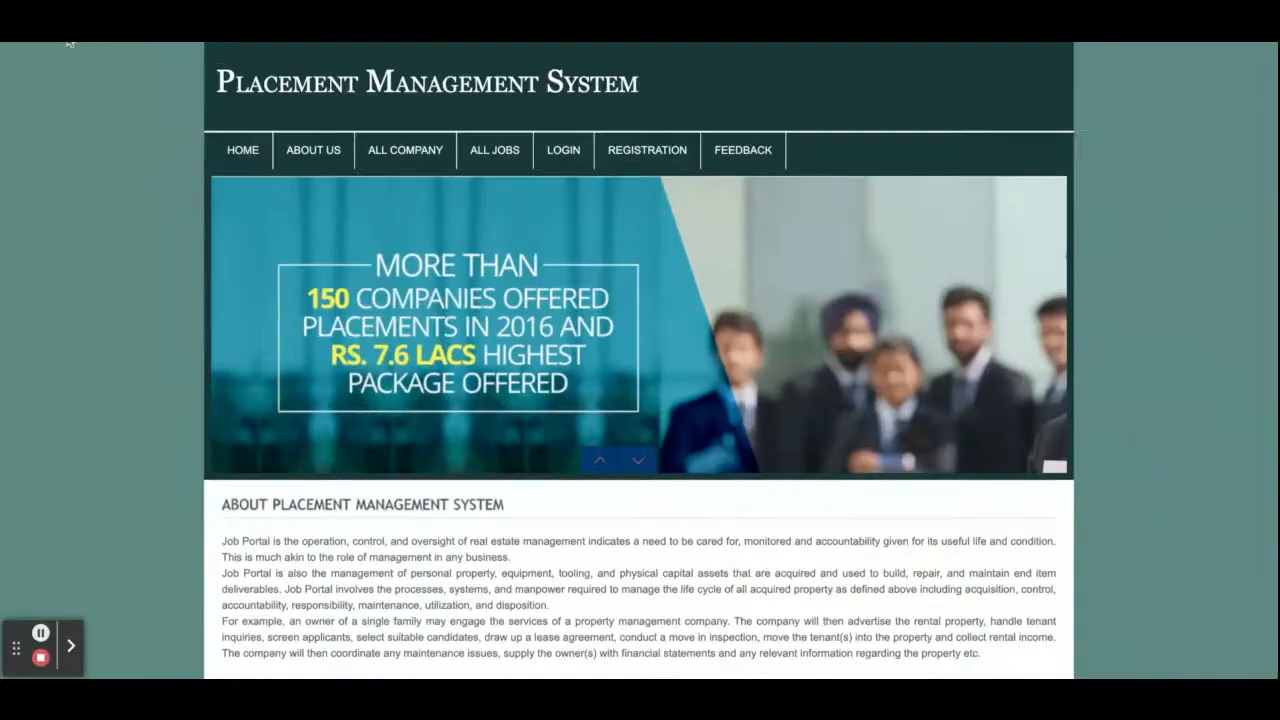 PLACEMENT MANAGEMENT SYSTEM
HOME ABOUT US ALL COMPANY ALL JOBS LOGIN REGISTRATION FEEDBACK
MORE THAN
150 COMPANIES OFFERED
PLACEMENTS IN 2016 AND
RS. 7.6 LACS HIGHEST
PACKAGE OFFERED
ABOUT PLACEMENT MANAGEMENT SYSTEM
Job Portal is the operation, control, and oversight of real estate management indicates a need to be cared for, monitored and accountability given for its useful life and condition.
This is much akin to the role of management in any business.
Job Portal is also the management of personal property, equipment, tooling, and physical capital assets that are acquired and used to build, repair, and maintain end item
deliverables. Job Portal involves the processes, systems, and manpower required to manage the life cycle of all acquired property as defined above including acquisition, control,
accountability, responsibility, maintenance, utilization, and disposition.
For example, an owner of a single family may engage the services of a property management company. The company will then advertise the rental property, handle tenant
inquiries, screen applicants, select suitable candidates, draw up a lease agreement, conduct a move in inspection, move the tenant(s) into the property and collect rental income.
The company will then coordinate any maintenance issues, supply the owner(s) with financial statements and any relevant information regarding the property etc.